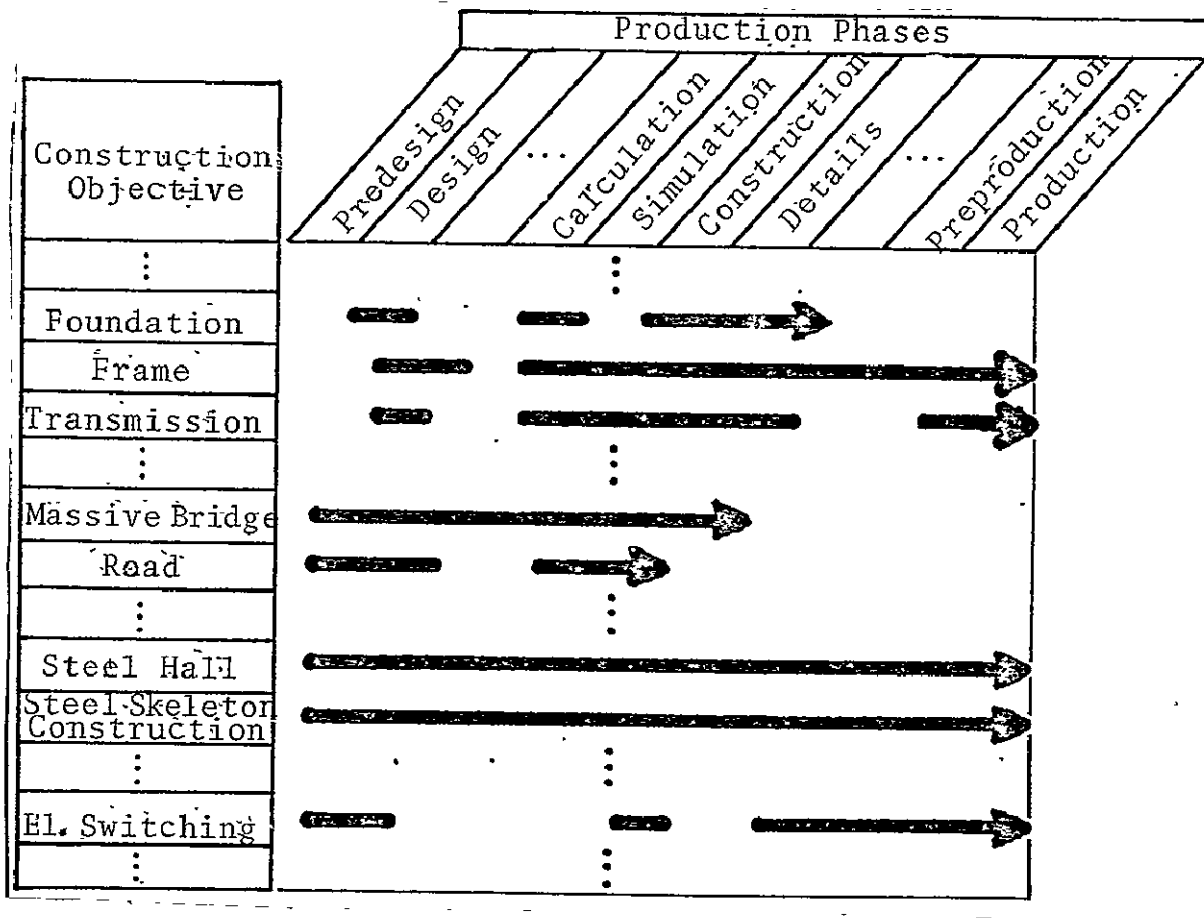 Production Phases
Construction
Objective
Predesign
Design
...
Calculation
Simulation
Construction
Details
...
Preproduction
Production
Foundation
Frame
Transmission
Massive Bridge
Road
Steel Hall
Steel Skeleton
Construction
El. Switching